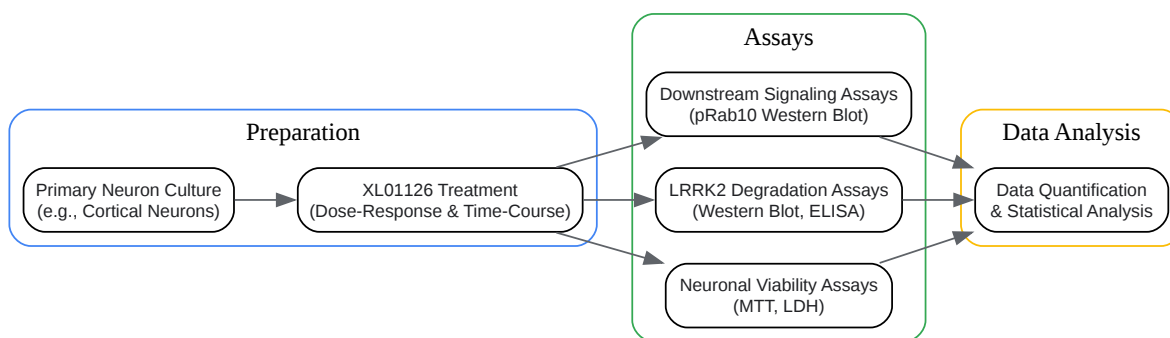 Preparation
Primary Neuron Culture
(e.g., Cortical Neurons)
XL01126 Treatment
(Dose-Response & Time-Course)
Assays
Downstream Signaling Assays
(pRab10 Western Blot)
LRRK2 Degradation Assays
(Western Blot, ELISA)
Neuronal Viability Assays
(MTT, LDH)
Data Analysis
Data Quantification
& Statistical Analysis